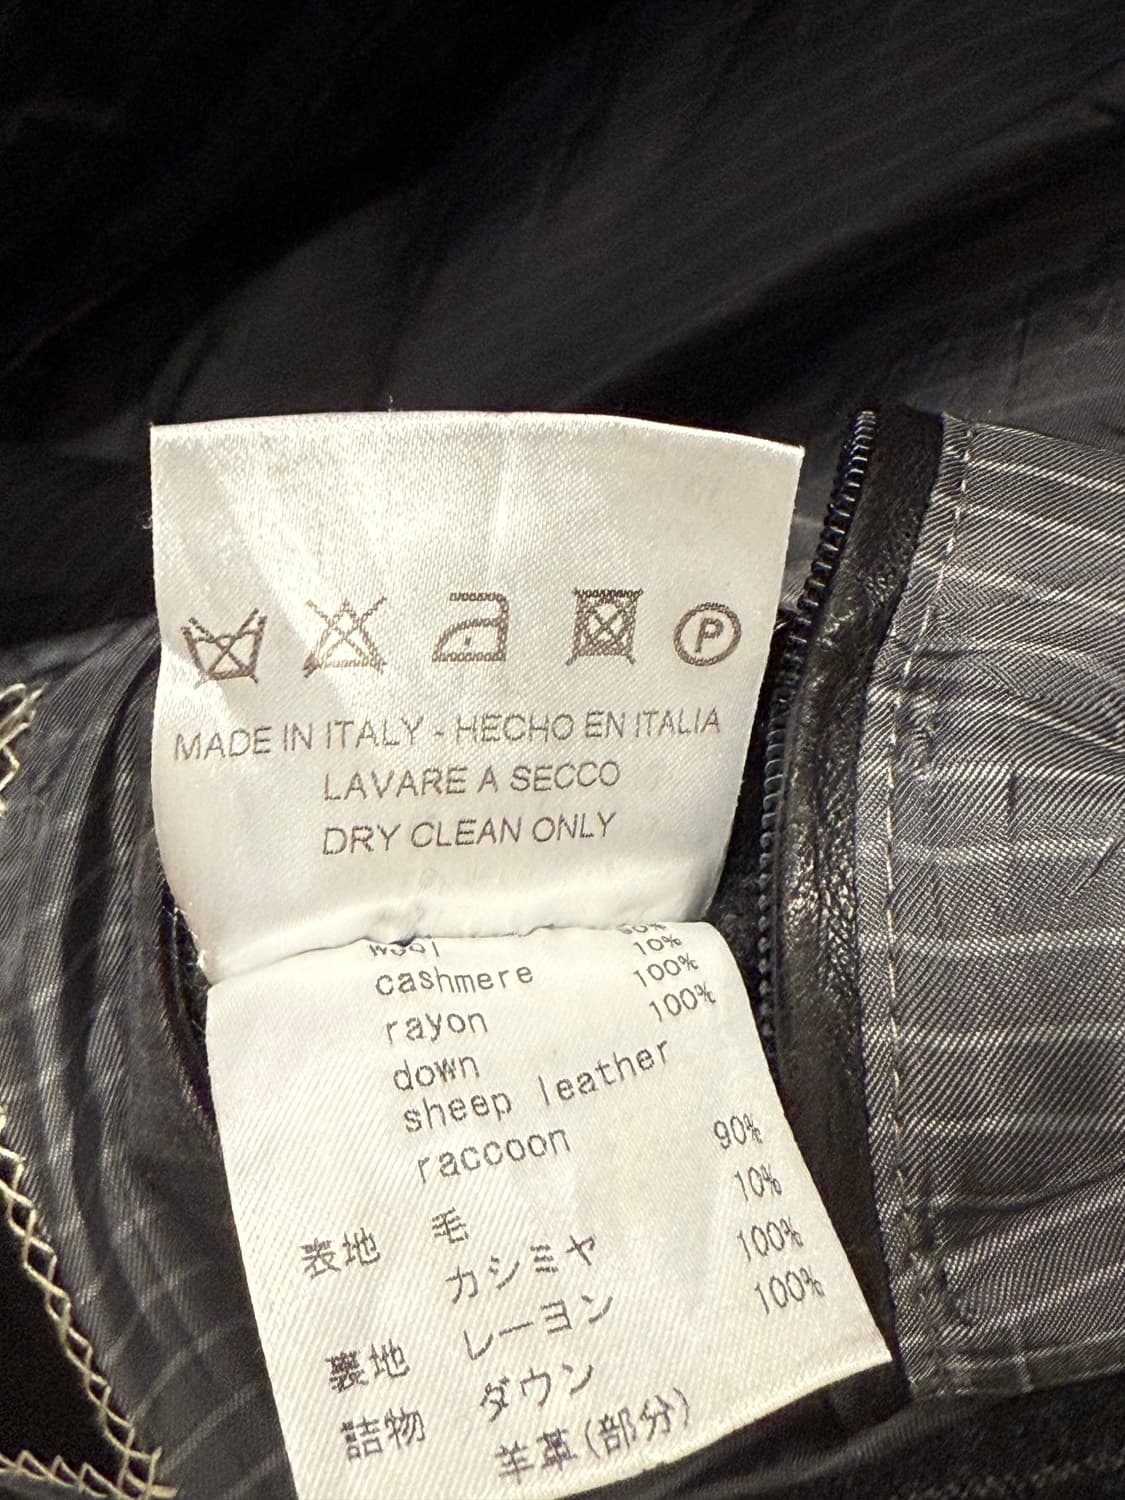 P
MADE IN ITALY - HECHO EN ITALIA
LAVARE A SECCO
DRY CLEAN ONLY
wool
cashmere 10%
rayon 100%
down 100%
sheep leather
raccoon
表地 毛 90%
カシミヤ 10%
裏地 レーヨン 100%
詰物 ダウン 100%
羊革(部分)